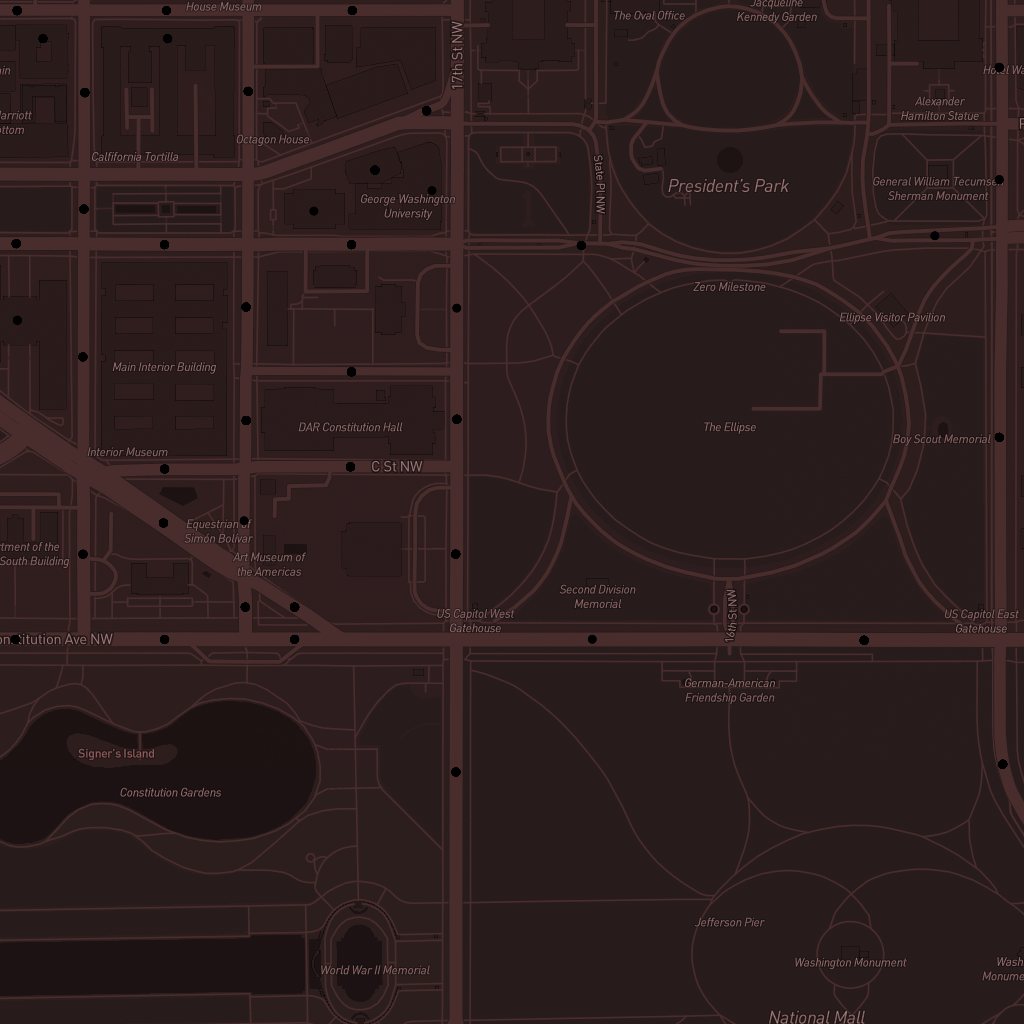 House Museum
17th St NW
The Oval Office
Jacqueline
Kennedy Garden
Alexander
Hamilton Statue
Octagon House
Calfifornia Tortilla
State Pl NW
President's Park
General William Tecumseh
Sherman Monument
George Washington
University
Zero Milestone
Ellipse Visitor Pavilion
Main Interior Building
DAR Constitution Hall
The Ellipse
Boy Scout Memorial
Interior Museum
C St NW
Equestrian of
Simón Bolívar
Art Museum of
the Americas
rtment of the
South Building
Second Division
Memorial
16th St NW
US Capitol West
Gatehouse
US Capitol East
Gatehouse
onstitution Ave NW
German-American
Friendship Garden
Signer's Island
Constitution Gardens
Jefferson Pier
World War II Memorial
Washington Monument
Wash
Monume
National Mall